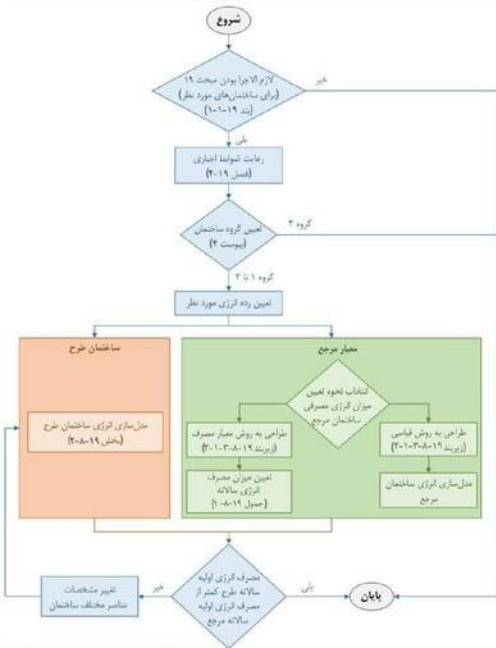 شروع
لازم الاجرا بودن مبحث ۱۹
(برای ساختمان‌های مورد نظر)
(بند ۱۹-۱-۱)
خیر
بلی
رعایت ضوابط اجباری
(فصل ۱۹-۴)
تعیین گروه ساختمان
(پیوست ۴)
گروه ۴
گروه ۱ تا ۳
تعیین رده انرژی مورد نظر
معیار مرجع
ساختمان طرح
انتخاب نحوه تعیین
میزان انرژی مصرفی
ساختمان مرجع
طراحی به روش قیاسی
(زیربند ۱۹-۸-۳-۱-۲)
مدل‌سازی انرژی ساختمان
مرجع
طراحی به روش معیار مصرف
(زیربند ۱۹-۸-۳-۱-۳)
تعیین میزان مصرف
انرژی سالانه
(جدول ۱۹-۸-۱)
مدل‌سازی انرژی ساختمان طرح
(بخش ۱۹-۸-۲)
مصرف انرژی اولیه
سالانه طرح کمتر از
مصرف انرژی اولیه
سالانه مرجع
بلی
پایان
خیر
تغییر مشخصات
عناصر مختلف ساختمان